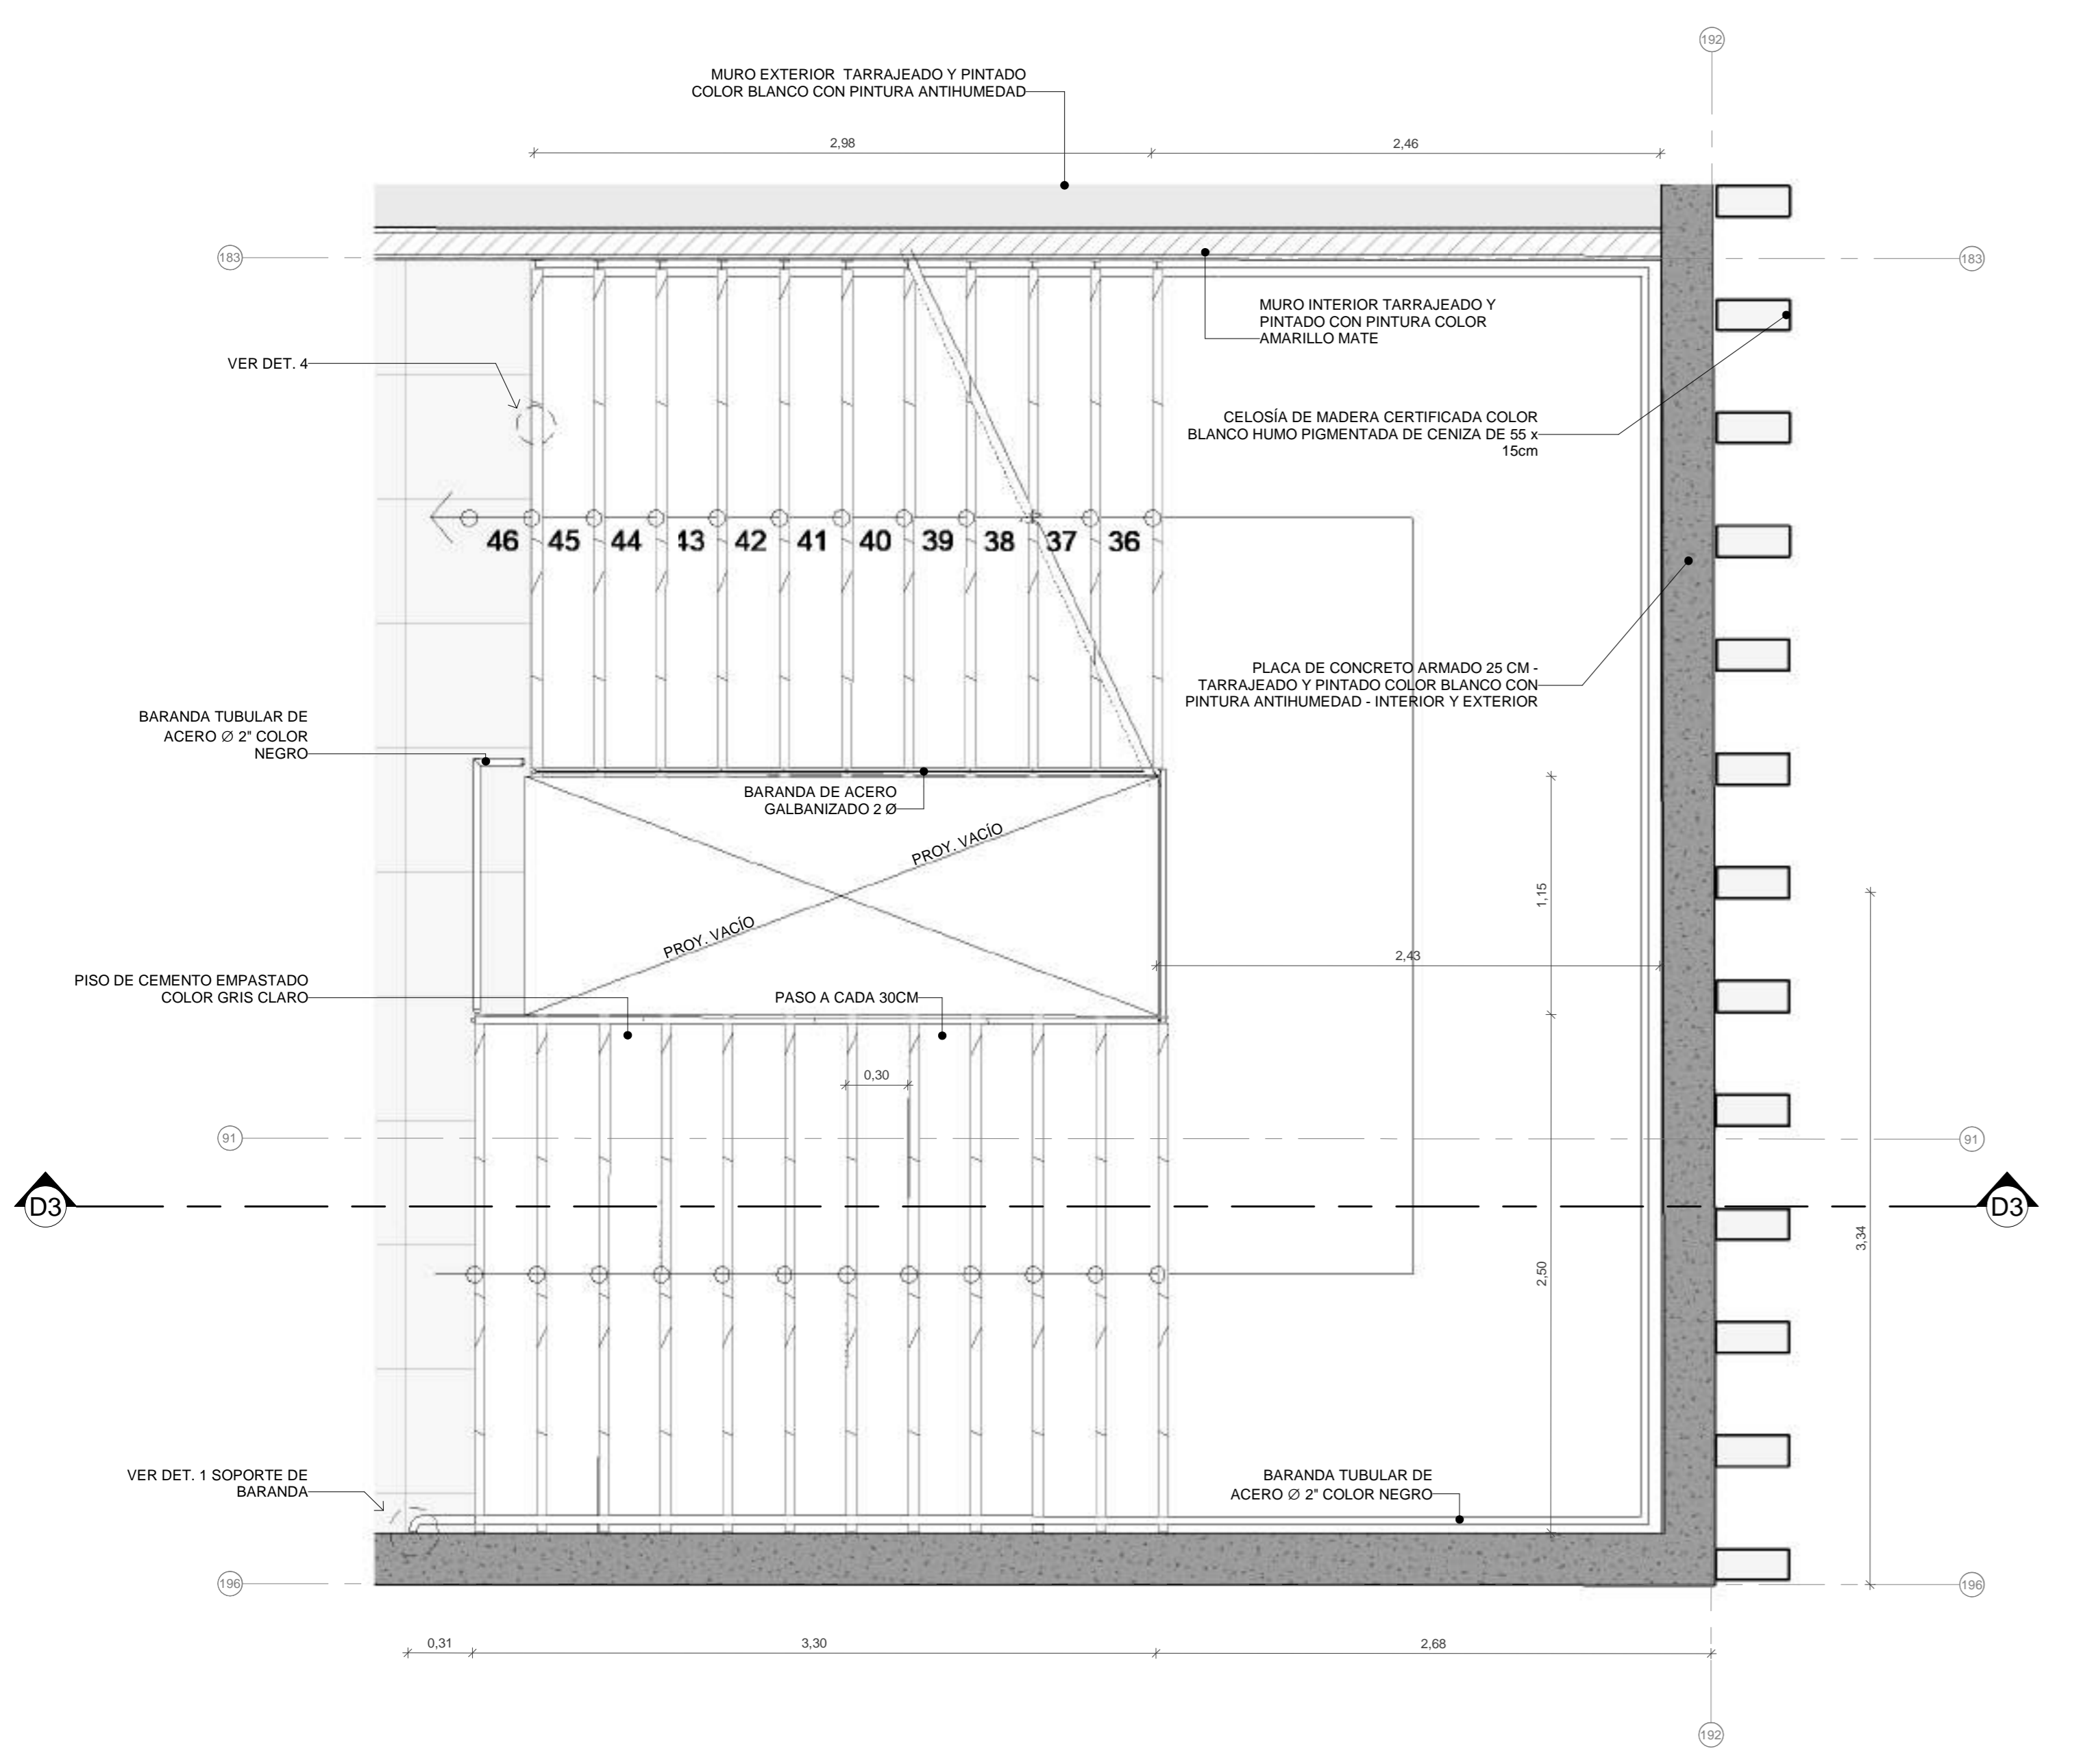 192
MURO EXTERIOR TARRAJEADO Y PINTADO
COLOR BLANCO CON PINTURA ANTIHUMEDAD
2,98
2,46
183
183
MURO INTERIOR TARRAJEADO Y
PINTADO CON PINTURA COLOR
AMARILLO MATE
VER DET. 4
CELOSÍA DE MADERA CERTIFICADA COLOR
BLANCO HUMO PIGMENTADA DE CENIZA DE 55 x
15cm
46 45 44 43 42 41 40 39 38 37 36
PLACA DE CONCRETO ARMADO 25 CM -
TARRAJEADO Y PINTADO COLOR BLANCO CON
PINTURA ANTIHUMEDAD - INTERIOR Y EXTERIOR
BARANDA TUBULAR DE
ACERO Ø 2" COLOR
NEGRO
BARANDA DE ACERO
GALBANIZADO 2 Ø
PROY. VACÍO
PROY. VACÍO
1,15
2,43
PISO DE CEMENTO EMPASTADO
COLOR GRIS CLARO
PASO A CADA 30CM
0,30
91
91
D3
D3
3,34
2,50
VER DET. 1 SOPORTE DE
BARANDA
BARANDA TUBULAR DE
ACERO Ø 2" COLOR NEGRO
196
196
0,31
3,30
2,68
192